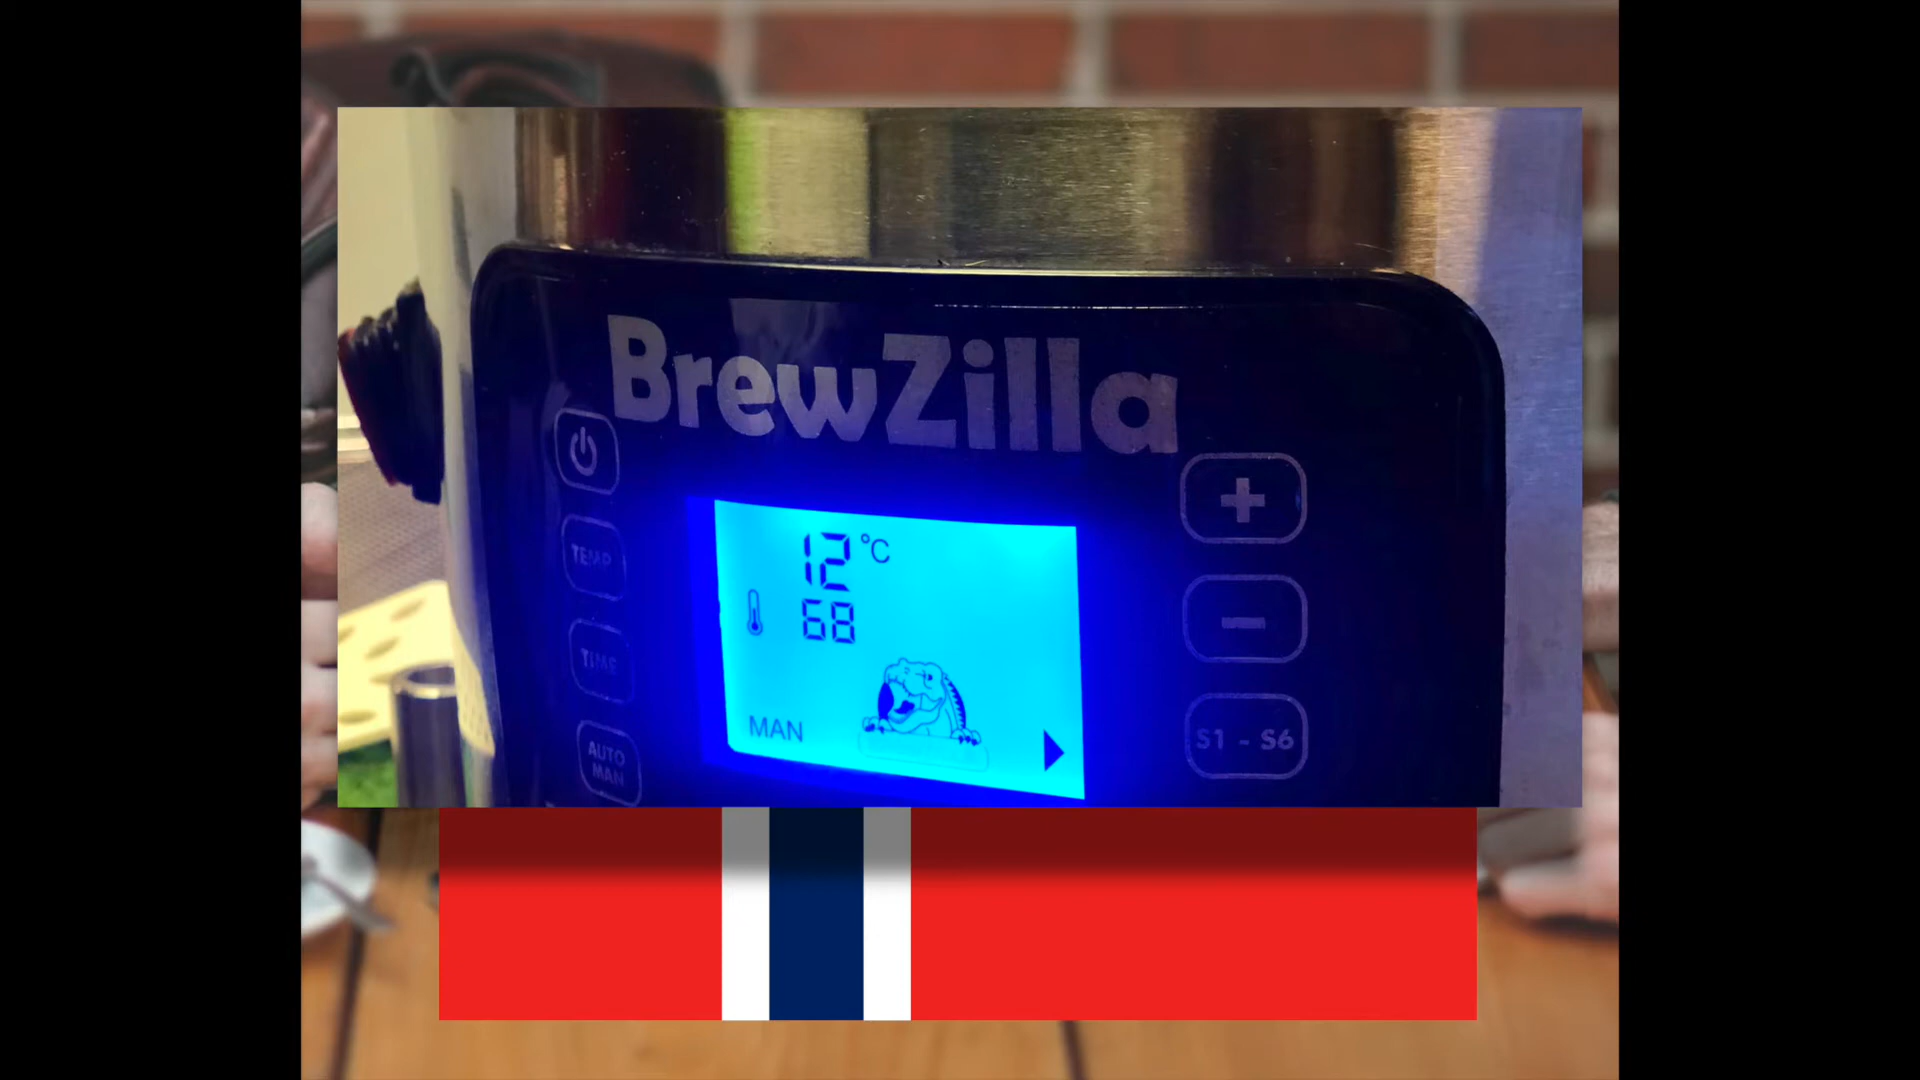 BrewZilla
TEMP
TIME
AUTO
MAN
12 °C
68
MAN
+
−
S1 - S6